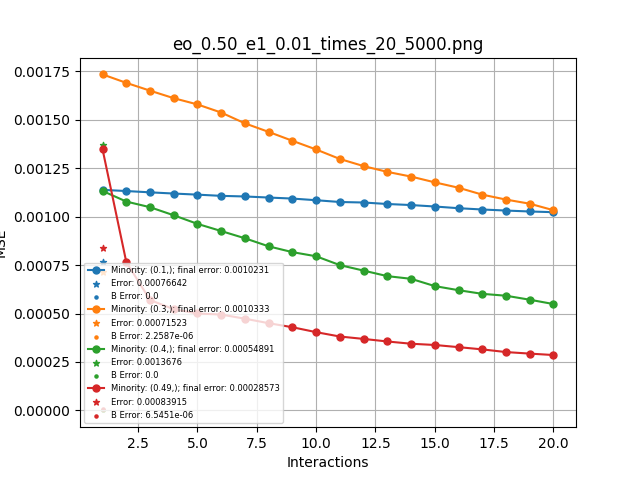 eo_0.50_e1_0.01_times_20_5000.png
0.00175
0.00150
0.00125
0.00100
0.00075
0.00050
0.00025
0.00000
MSE
Minority: (0.1,); final error: 0.0010231
Error: 0.00076642
B Error: 0.0
Minority: (0.3,); final error: 0.0010333
Error: 0.00071523
B Error: 2.2587e-06
Minority: (0.4,); final error: 0.00054891
Error: 0.0013676
B Error: 0.0
Minority: (0.49,); final error: 0.00028573
Error: 0.00083915
B Error: 6.5451e-06
2.5 5.0 7.5 10.0 12.5 15.0 17.5 20.0
Interactions